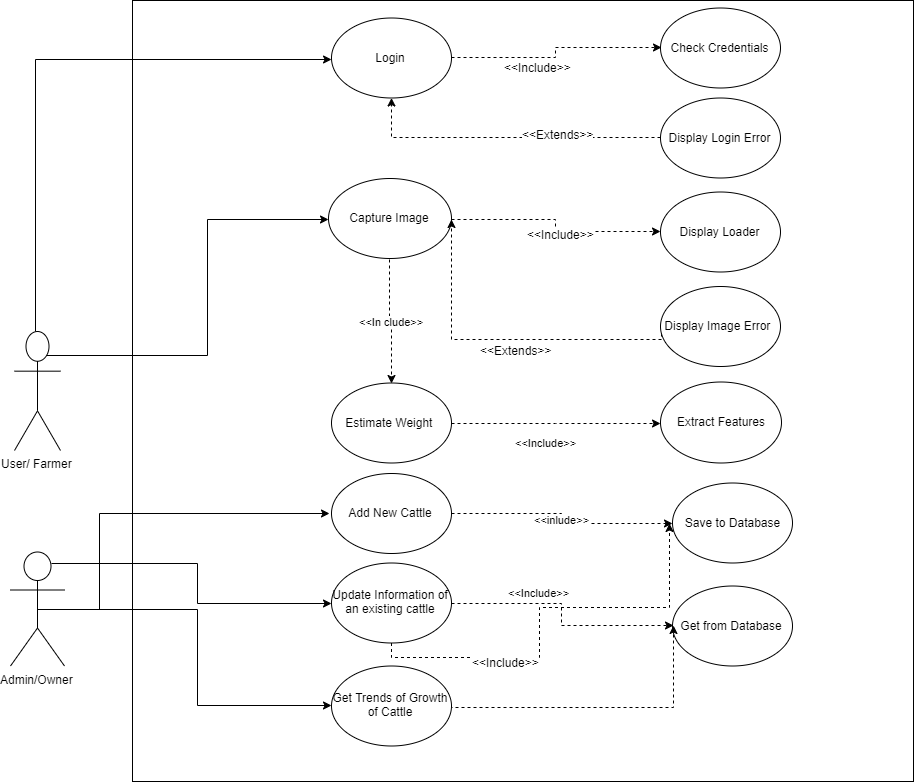 Login
<<Include>>
Check Credentials
<<Extends>>
Display Login Error
Capture Image
<<Include>>
Display Loader
<<In clude>>
Display Image Error
<<Extends>>
Estimate Weight
<<Include>>
Extract Features
User/ Farmer
Add New Cattle
<<inlude>>
Save to Database
Update Information of
an existing cattle
<<Include>>
Get from Database
<<Include>>
Admin/Owner
Get Trends of Growth
of Cattle